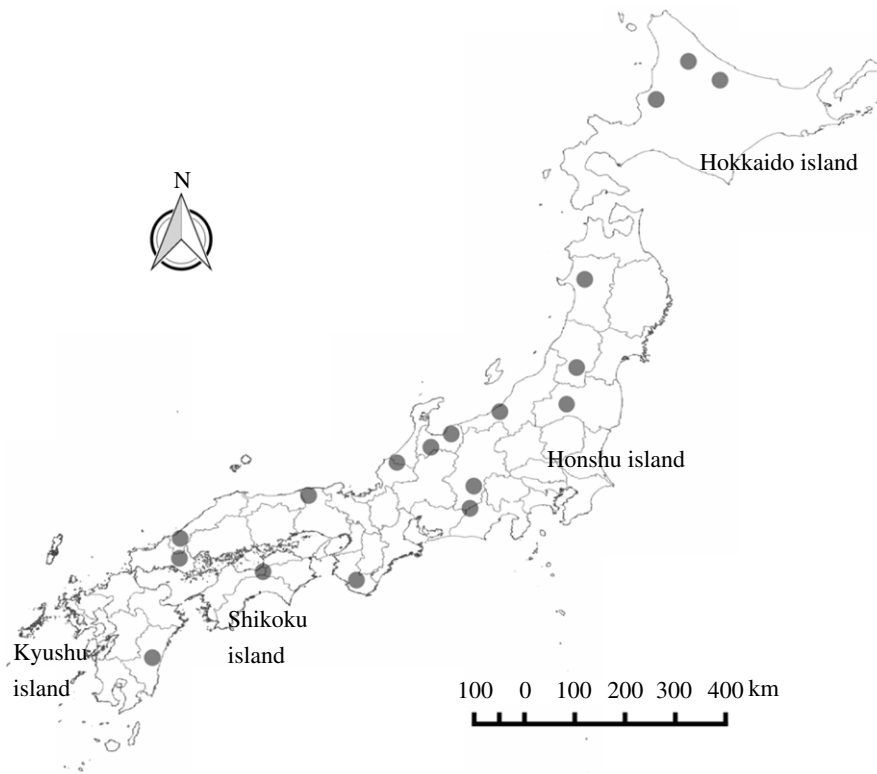 Hokkaido island
N
Honshu island
Shikoku
island
Kyushu
island
100 0 100 200 300 400 km